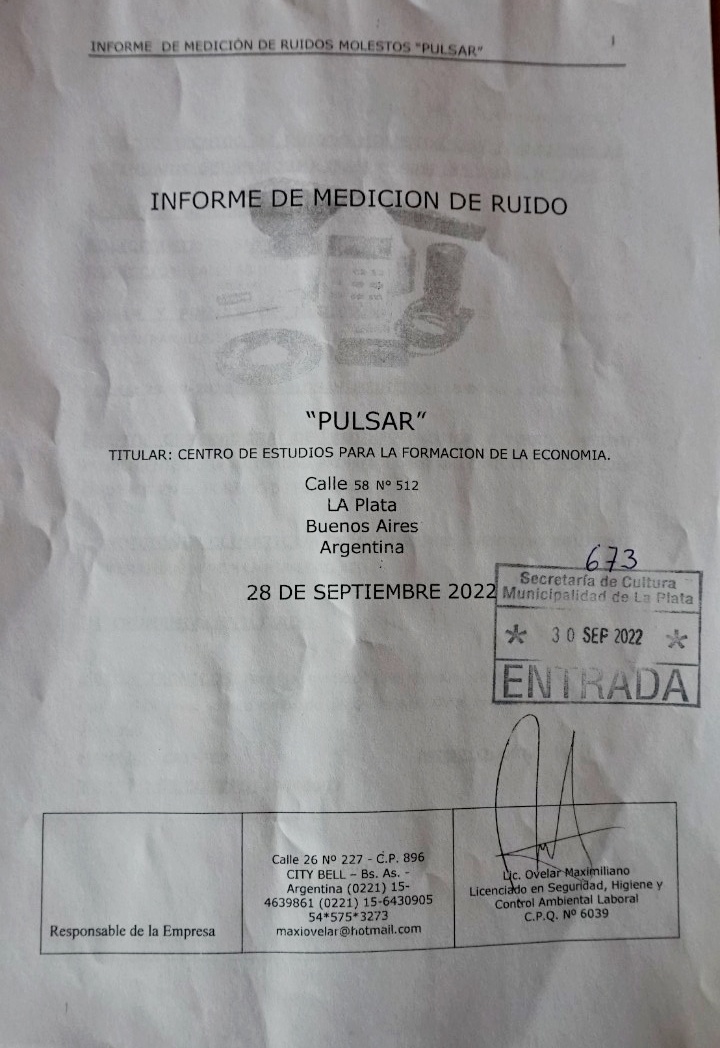 INFORME DE MEDICIÓN DE RUIDOS MOLESTOS "PULSAR"
1
INFORME DE MEDICION DE RUIDO
"PULSAR"
TITULAR: CENTRO DE ESTUDIOS PARA LA FORMACION DE LA ECONOMIA.
Calle 58 Nº 512
LA Plata
Buenos Aires
Argentina
28 DE SEPTIEMBRE 2022
673
Secretaría de Cultura
Municipalidad de La Plata
* 30 SEP 2022 *
ENTRADA
Responsable de la Empresa
Calle 26 Nº 227 - C.P. 896
CITY BELL – Bs. As. -
Argentina (0221) 15-
4639861 (0221) 15-6430905
54*575*3273
maxiovelar@hotmail.com
Lic. Ovelar Maximiliano
Licenciado en Seguridad, Higiene y
Control Ambiental Laboral
C.P.Q. Nº 6039